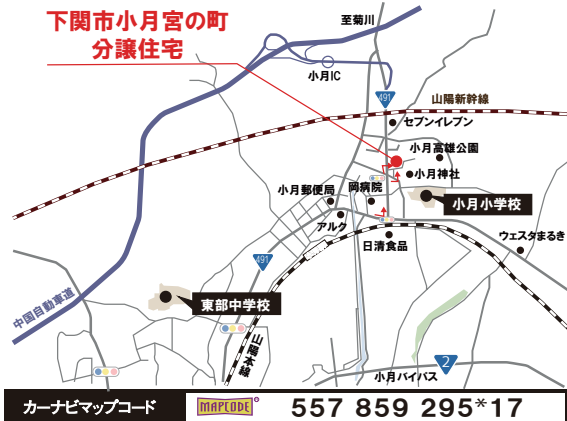 下関市小月宮の町
分譲住宅
至菊川
小月IC
491
山陽新幹線
セブンイレブン
小月高雄公園
小月神社
小月郵便局
岡病院
小月小学校
アルク
日清食品
ウェスタまるき
491
中国自動車道
東部中学校
山陽本線
2
小月バイパス
カーナビマップコード
MAPCODE
557 859 295*17